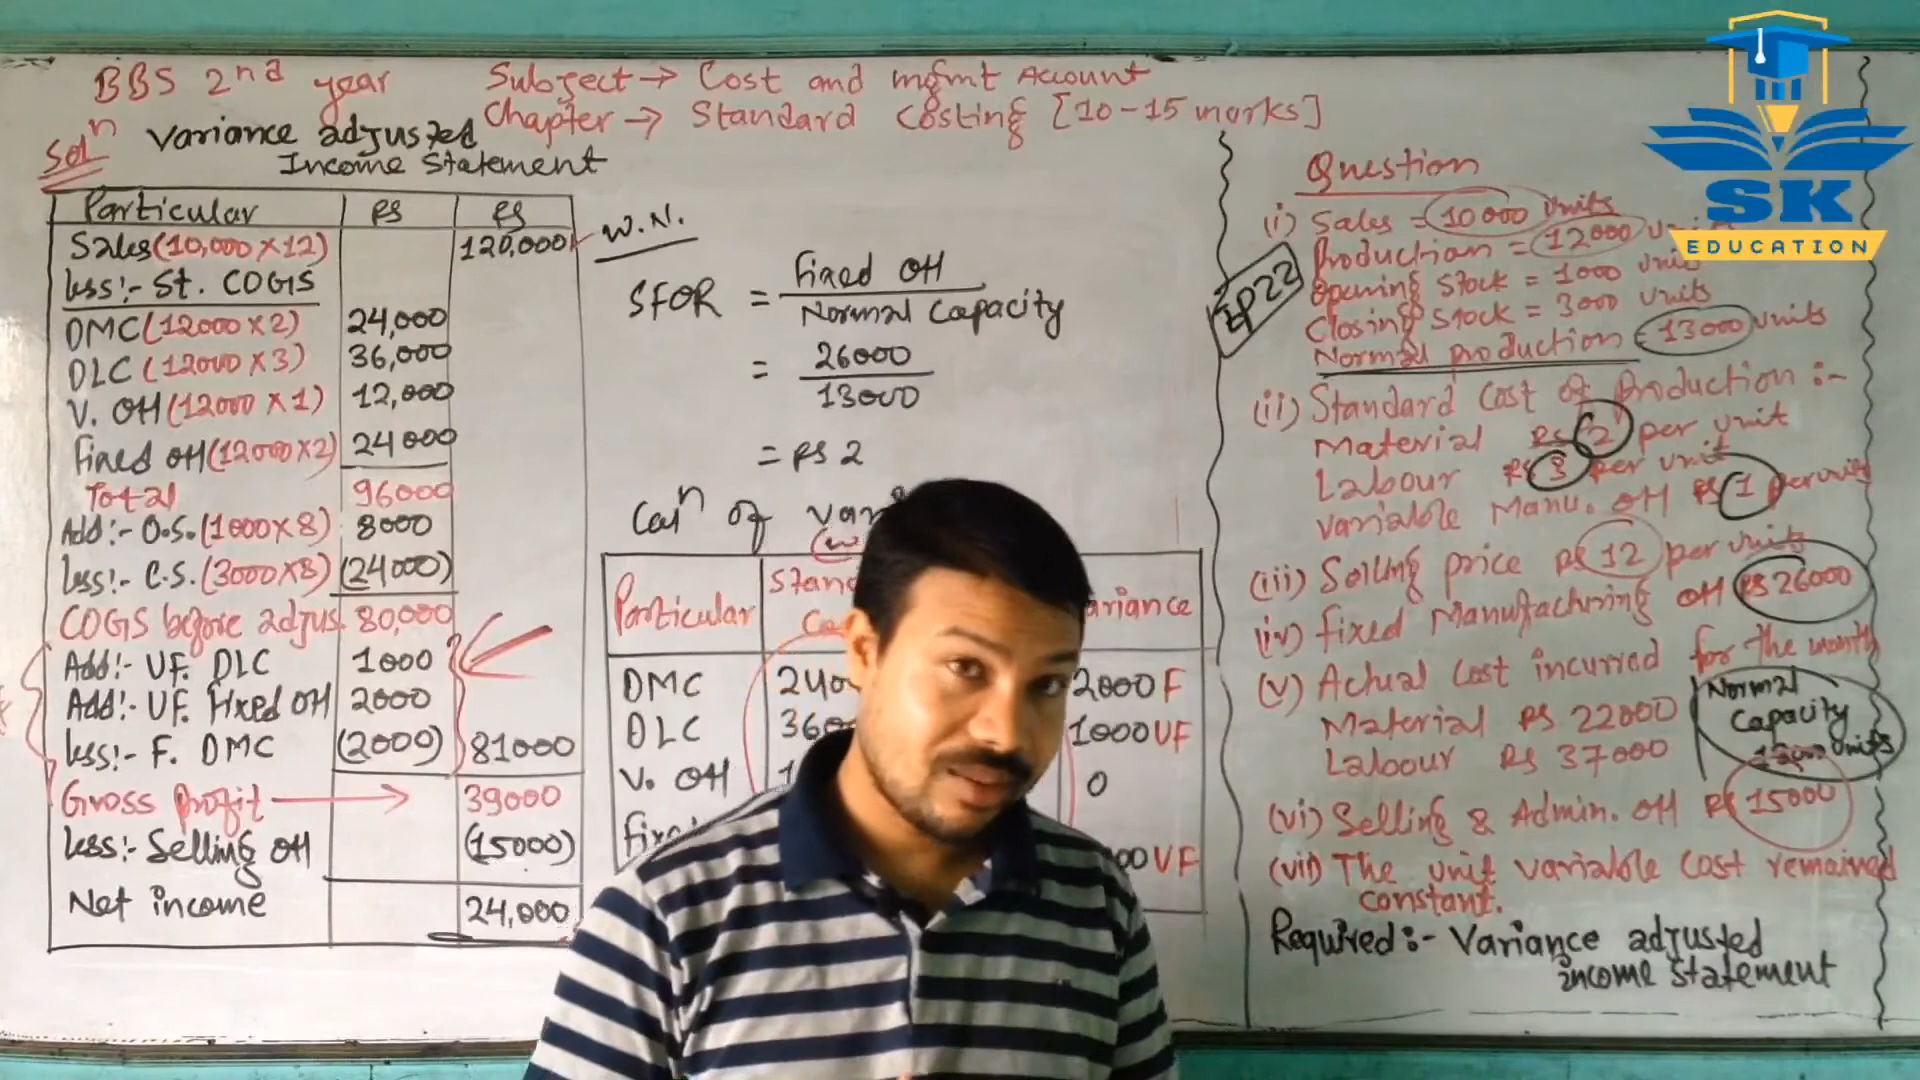 BBS 2nd year
Subject → Cost and mgmt Account
Chapter → Standard Costing [10-15 marks]
Solⁿ
Variance adjusted
Income Statement
Particular Rs Rs
Sales (10,000×12) 120,000
less:- St. COGS
DMC (12000×2) 24,000
DLC (12000×3) 36,000
V. OH (12000×1) 12,000
Fixed OH (12000×2) 24000
Total 96000
Add:- O.S. (1000×8) 8000
less:- C.S. (3000×8) (24000)
COGS before adjus. 80,000
Add:- UF. DLC 1000
Add:- UF. Fixed OH 2000
less:- F. DMC (2000) 81000
Gross profit → 39000
less:- Selling OH (15000)
Net income 24,000
W.N.
SFOR = Fixed OH
Normal Capacity
= 26000
13000
= Rs 2
Calⁿ of
Particular
DMC 2000 F
DLC 1000 UF
V. OH 0
UF
Question
(i) Sales = 10000 units
Production = 12000
Opening Stock = 1000 units
Closing Stock = 3000 units
Normal production = 13000 units
EP22
(ii) Standard Cost of Production :-
Material Rs 2 per unit
Labour Rs 3 per unit
Variable Manu. OH Rs 1 per unit
(iii) Selling price Rs 12 per units
(iv) Fixed Manufacturing OH Rs 26000
(v) Actual Cost incurred for the month
Material Rs 22000
Labour Rs 37000
Normal
Capacity
units
(vi) Selling & Admin. OH Rs 15000
(vii) The unit variable cost remained
constant.
Required:- Variance adjusted
income statement
SK
EDUCATION